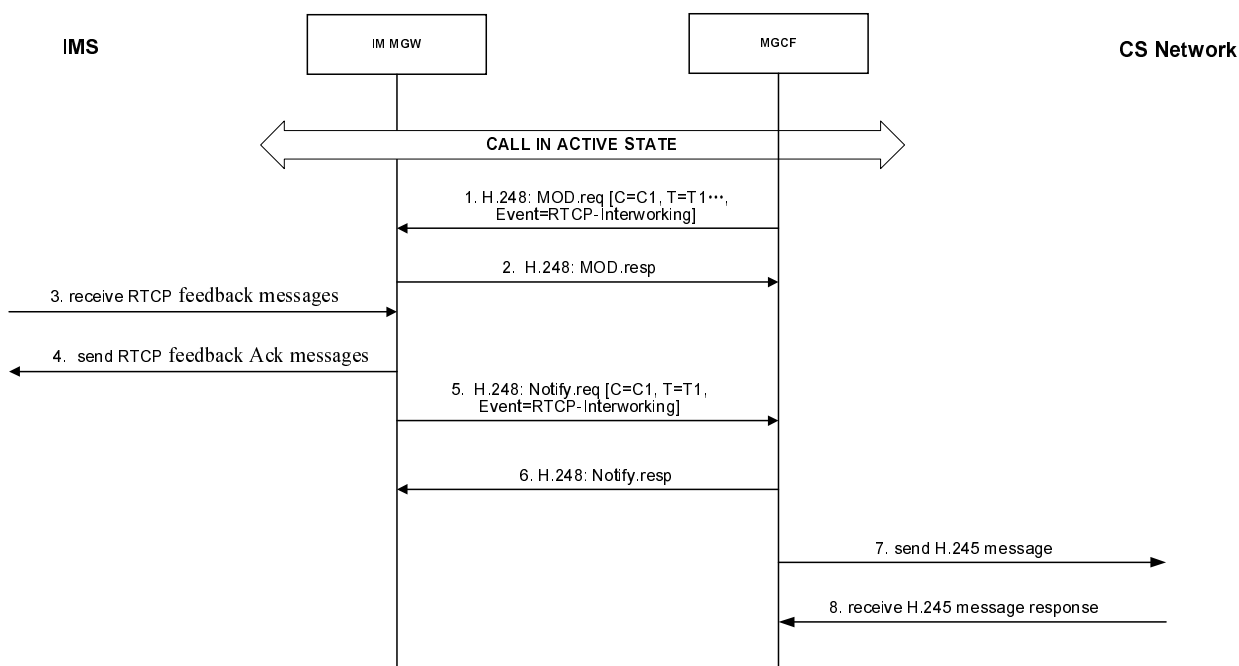 IMS
IM MGW
MGCF
CS Network
CALL IN ACTIVE STATE
1. H.248: MOD.req [C=C1, T=T1⋯,
Event=RTCP-Interworking]
2. H.248: MOD.resp
3. receive RTCP feedback messages
4. send RTCP feedback Ack messages
5. H.248: Notify.req [C=C1, T=T1,
Event=RTCP-Interworking]
6. H.248: Notify.resp
7. send H.245 message
8. receive H.245 message response